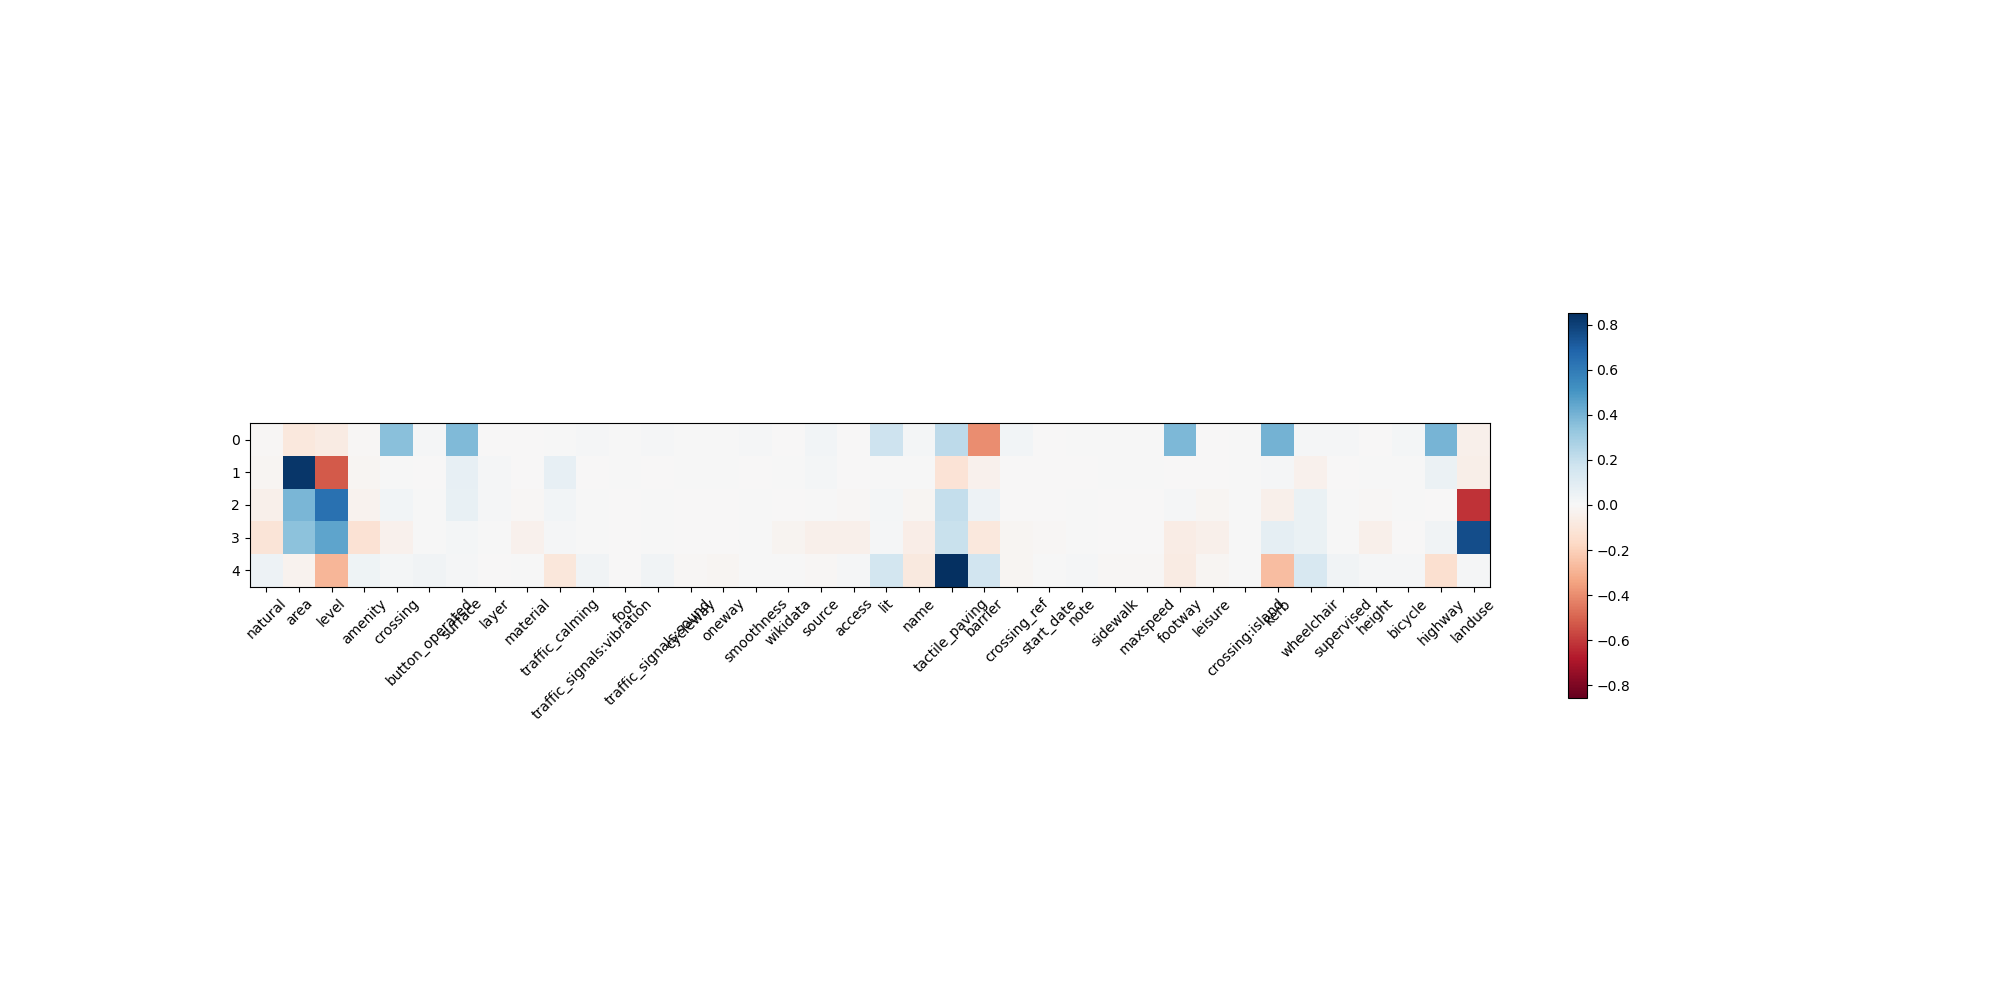 0
1
2
3
4
natural
area
level
amenity
crossing
button_operated
surface
layer
material
traffic_calming
foot
traffic_signals:vibration
traffic_signals:sound
cycleway
oneway
smoothness
wikidata
source
access
lit
name
tactile_paving
barrier
crossing_ref
start_date
note
sidewalk
maxspeed
footway
leisure
crossing:island
kerb
wheelchair
supervised
height
bicycle
highway
landuse
0.8
0.6
0.4
0.2
0.0
−0.2
−0.4
−0.6
−0.8